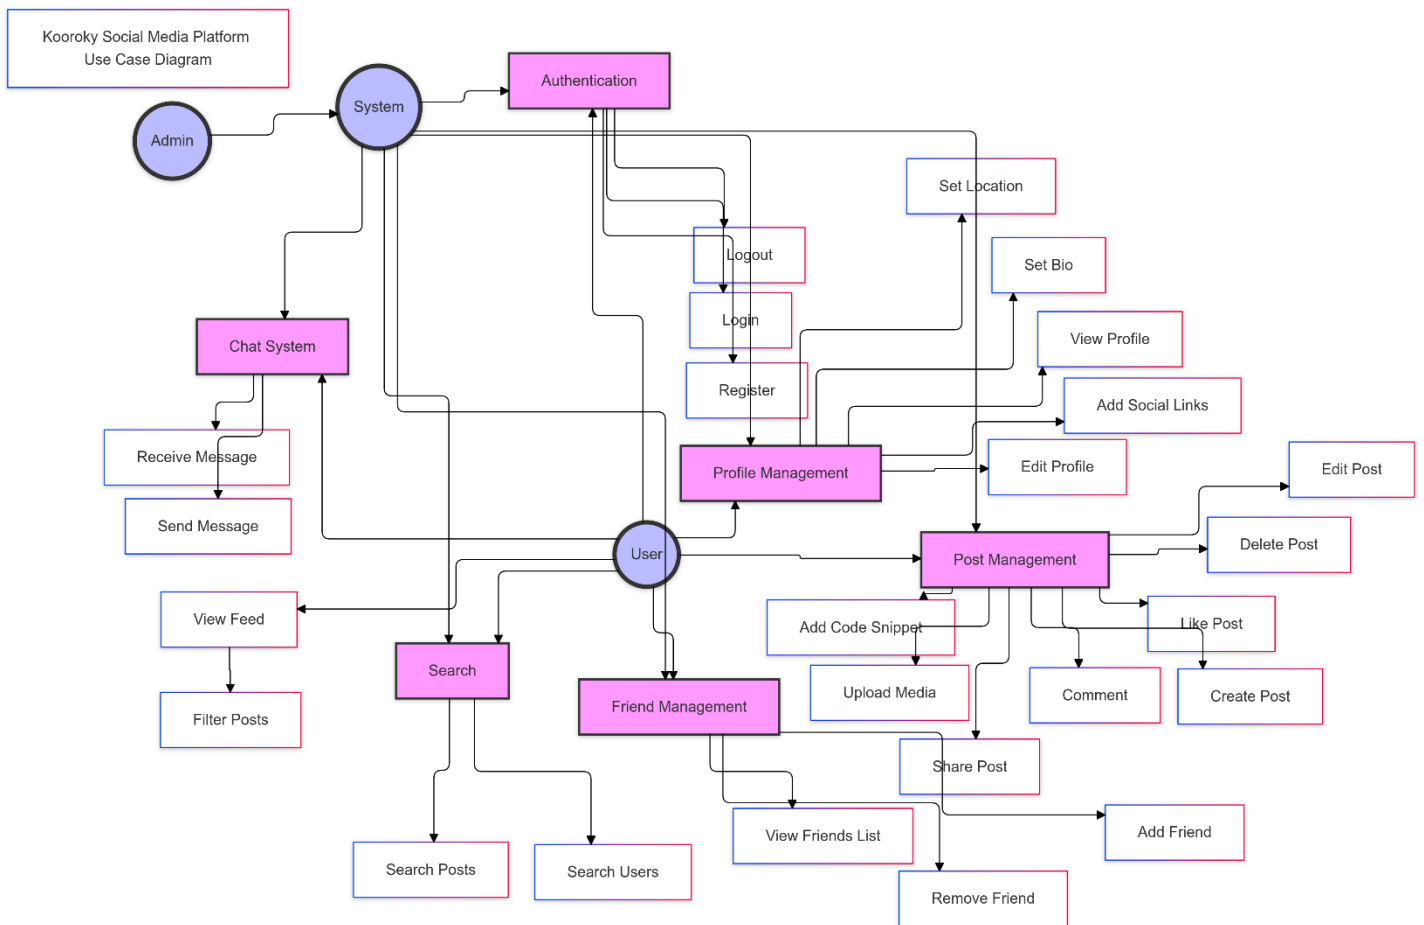 Kooroky Social Media Platform
Use Case Diagram
Authentication
System
Admin
Set Location
Logout
Set Bio
Login
View Profile
Chat System
Register
Add Social Links
Receive Message
Profile Management
Edit Profile
Edit Post
Send Message
User
Post Management
Delete Post
View Feed
Add Code Snippet
Like Post
Search
Upload Media
Comment
Create Post
Filter Posts
Friend Management
Share Post
View Friends List
Add Friend
Search Posts
Search Users
Remove Friend